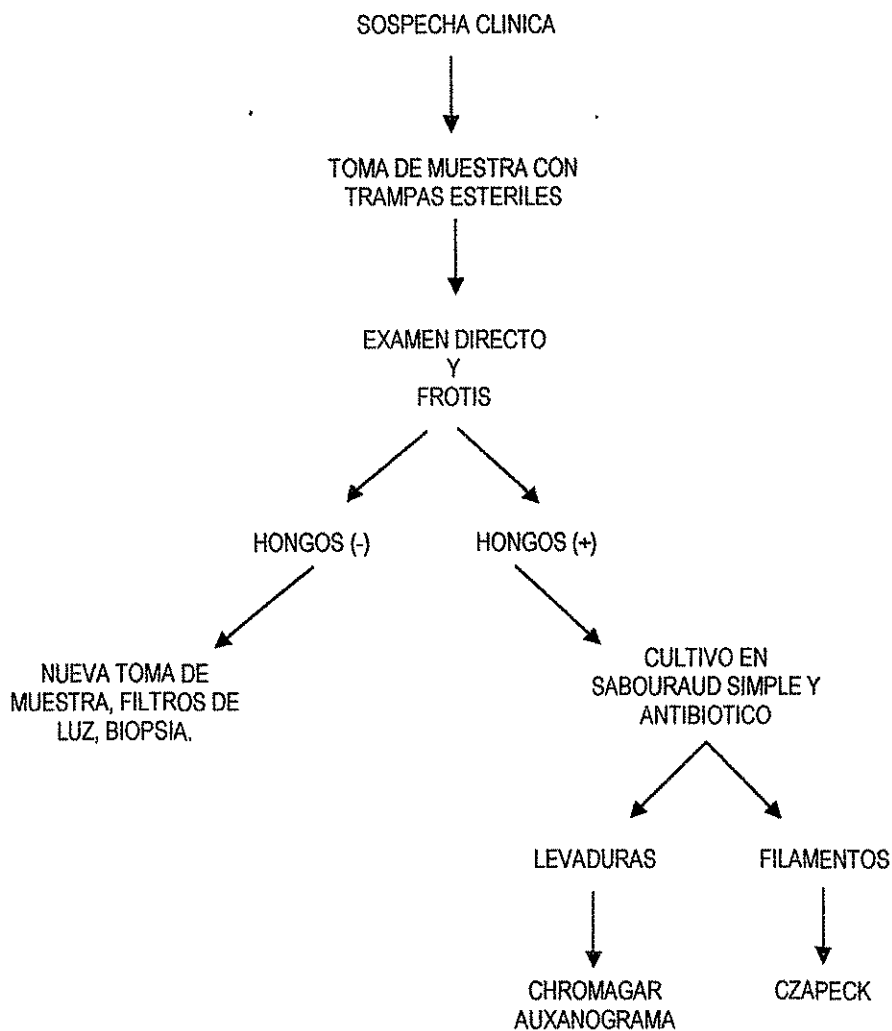 SOSPECHA CLINICA
TOMA DE MUESTRA CON
TRAMPAS ESTERILES
EXAMEN DIRECTO
Y
FROTIS
HONGOS (-)
HONGOS (+)
NUEVA TOMA DE
MUESTRA, FILTROS DE
LUZ, BIOPSIA.
CULTIVO EN
SABOURAUD SIMPLE Y
ANTIBIOTICO
LEVADURAS
FILAMENTOS
CHROMAGAR
AUXANOGRAMA
CZAPECK